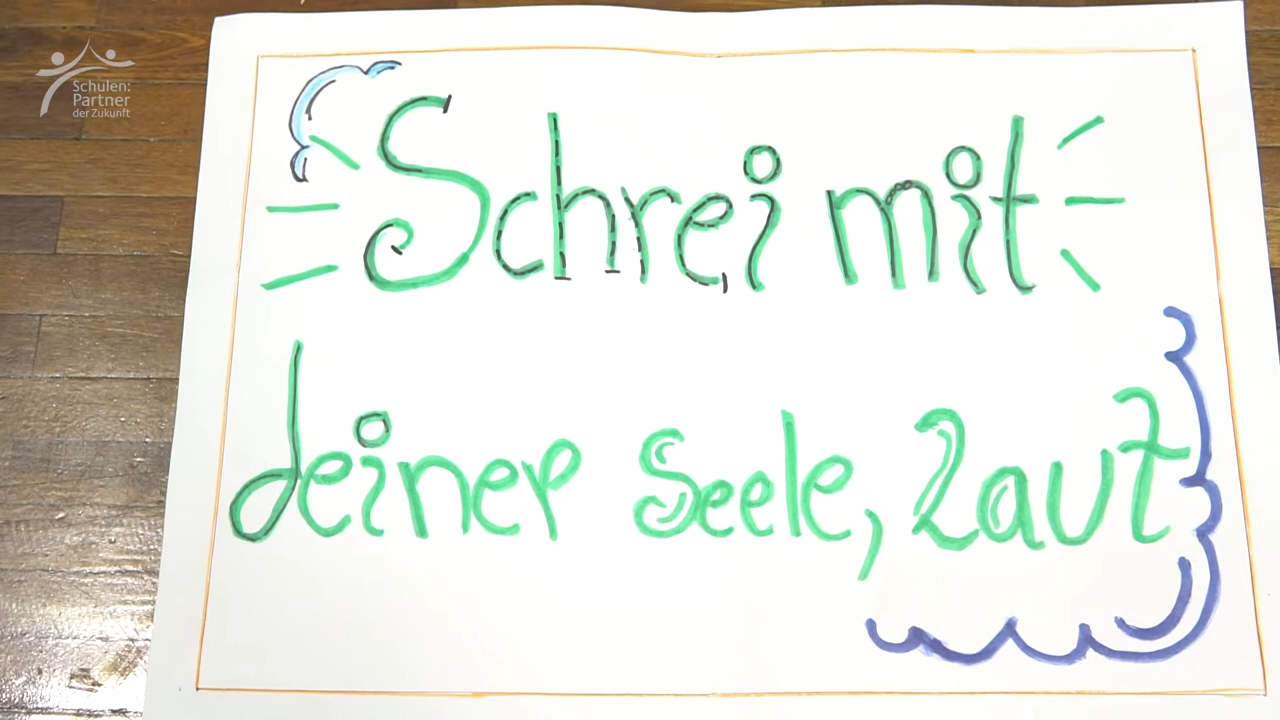 Schulen:
Partner
der Zukunft
Schrei mit
deiner Seele, Laut